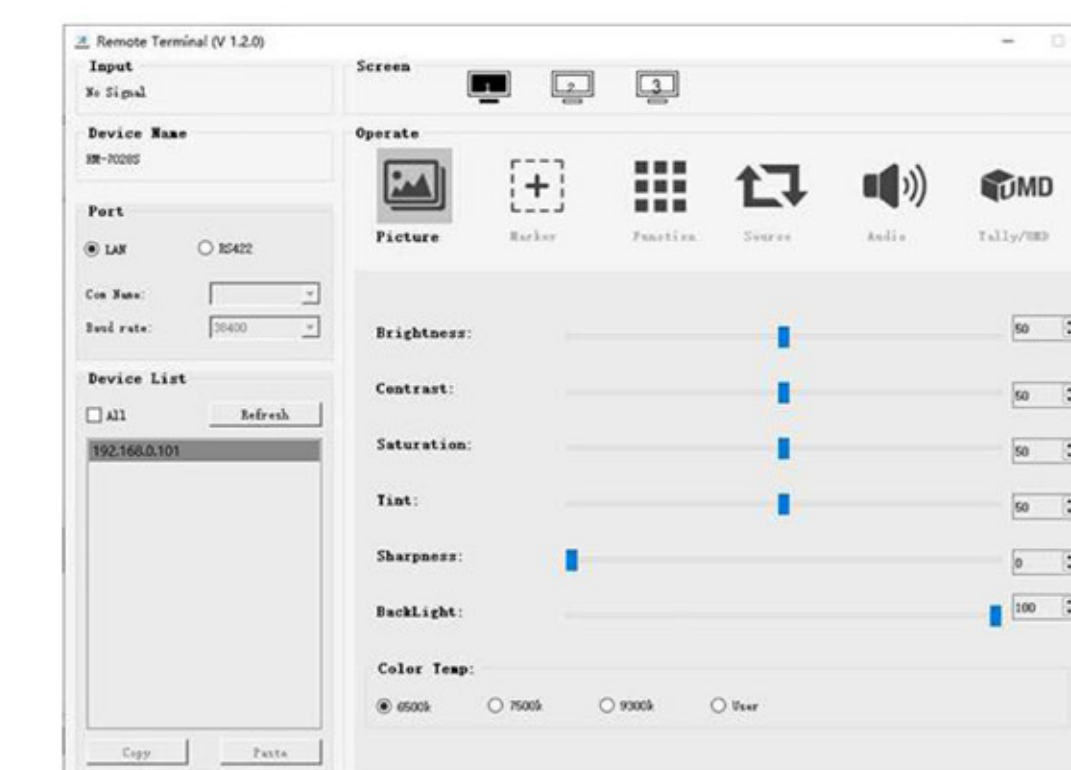 Remote Terminal (V 1.2.0)
Input
No Signal
Screen
1
2
3
Device Name
Operate
Port
LAN
RS422
Com Name:
Baud rate:
38400
Device List
All
Refresh
192.168.0.101
Copy
Paste
Picture
Marker
Function
Source
Audio
UMD
Tally/UMD
Brightness:
50
Contrast:
50
Saturation:
50
Tint:
50
Sharpness:
0
BackLight:
100
Color Temp:
6500k
7500k
9300k
User